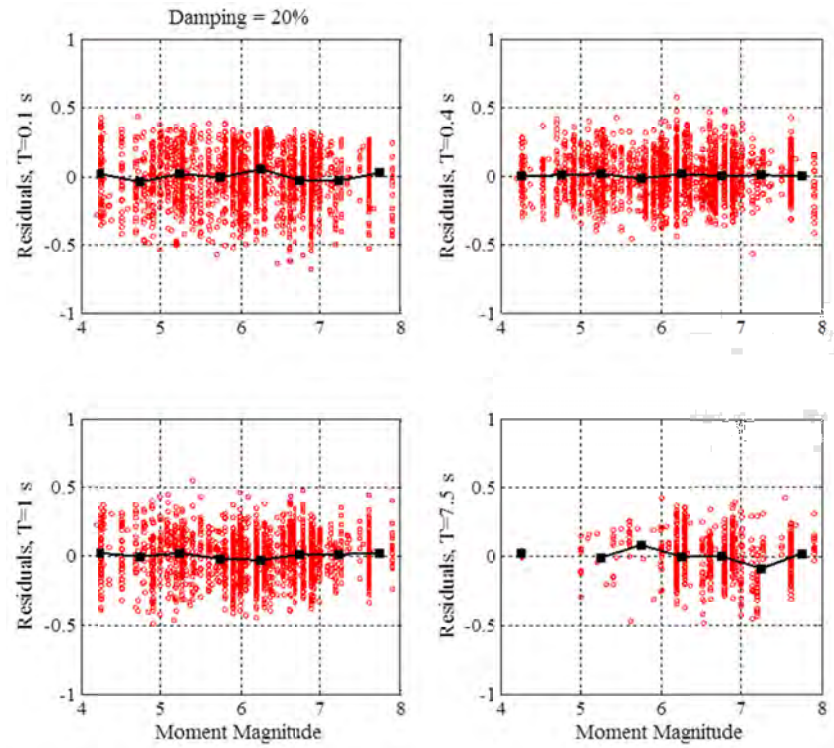 Damping = 20%
1
0.5
0
-0.5
-1
Residuals, T=0.1 s
4 5 6 7 8
1
0.5
0
-0.5
-1
Residuals, T=0.4 s
4 5 6 7 8
1
0.5
0
-0.5
-1
Residuals, T=1 s
4 5 6 7 8
Moment Magnitude
1
0.5
0
-0.5
-1
Residuals, T=7.5 s
4 5 6 7 8
Moment Magnitude